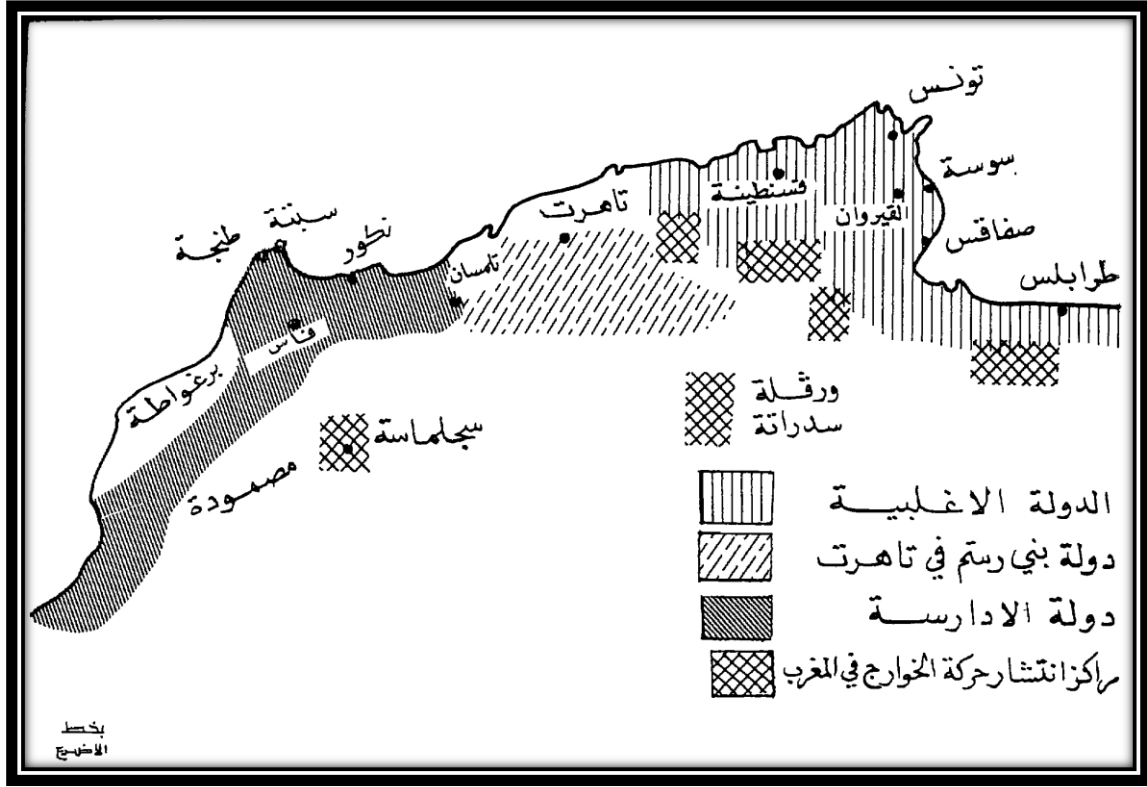 تونس
سوسة
قسنطينة
القيروان
تاهرت
صفاقس
سبتة
طنجة
نكور
تلمسان
طرابلس
فاس
برغواطة
ورقلة
سدراتة
سجلماسة
مصمودة
الدولة الاغلبية
دولة بني رستم في تاهرت
دولة الادارسة
مراكز انتشار حركة الخوارج في المغرب
بخط